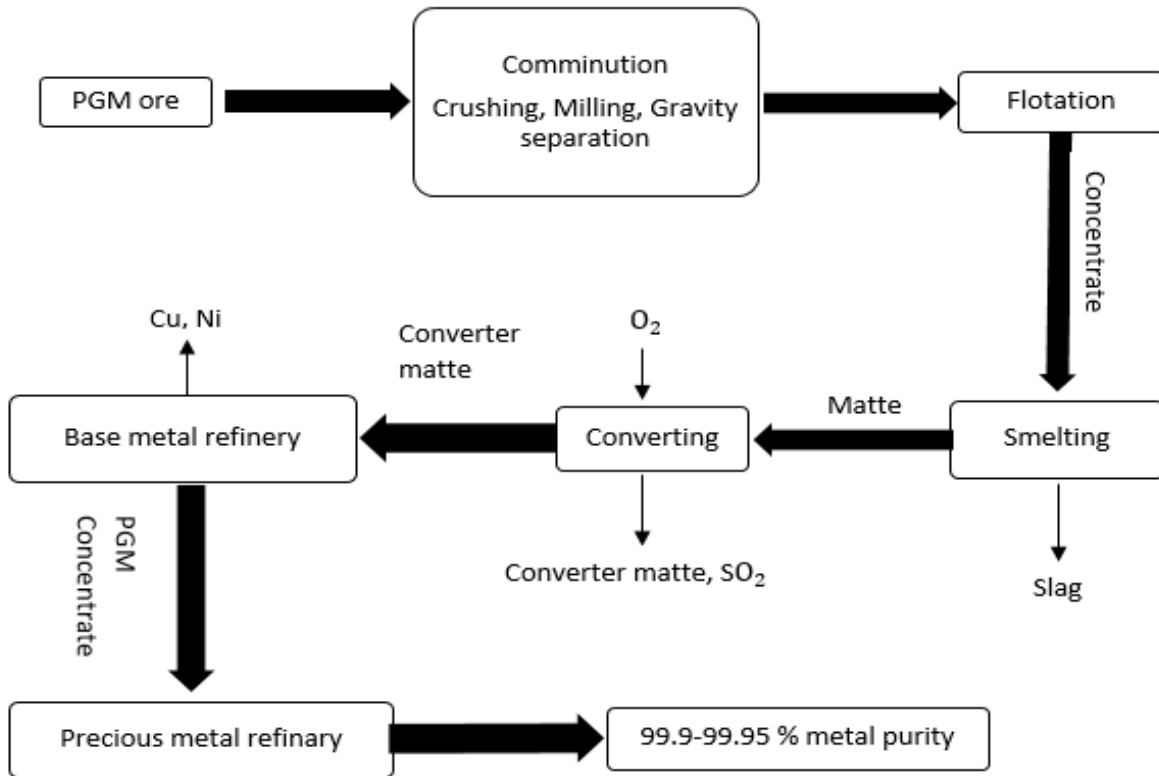 PGM ore
Comminution
Crushing, Milling, Gravity
separation
Flotation
Concentrate
Cu, Ni
Converter
matte
O₂
Matte
Base metal refinery
Converting
Smelting
PGM
Concentrate
Converter matte, SO₂
Slag
Precious metal refinary
99.9-99.95 % metal purity